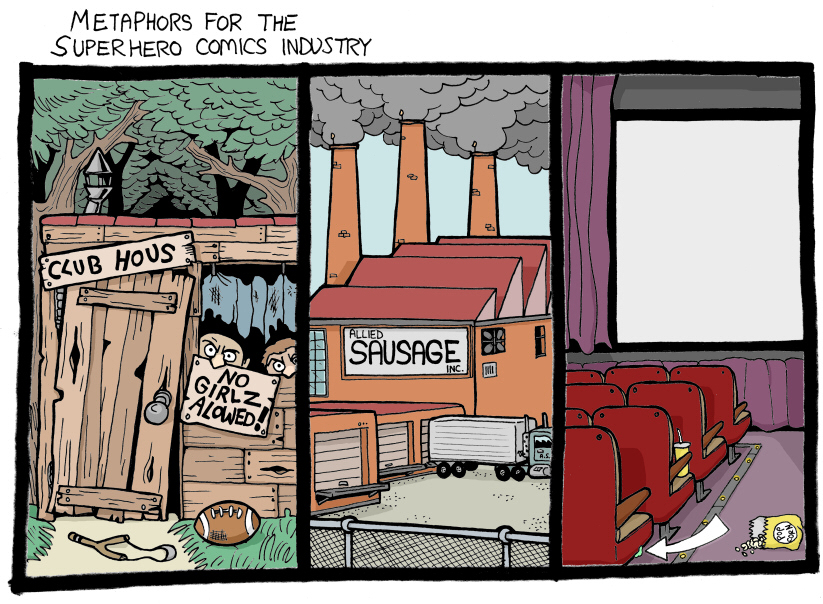 METAPHORS FOR THE
SUPERHERO COMICS INDUSTRY
CLUB HOUS
NO
GIRLZ
ALOWED!
ALLIED
SAUSAGE
INC.